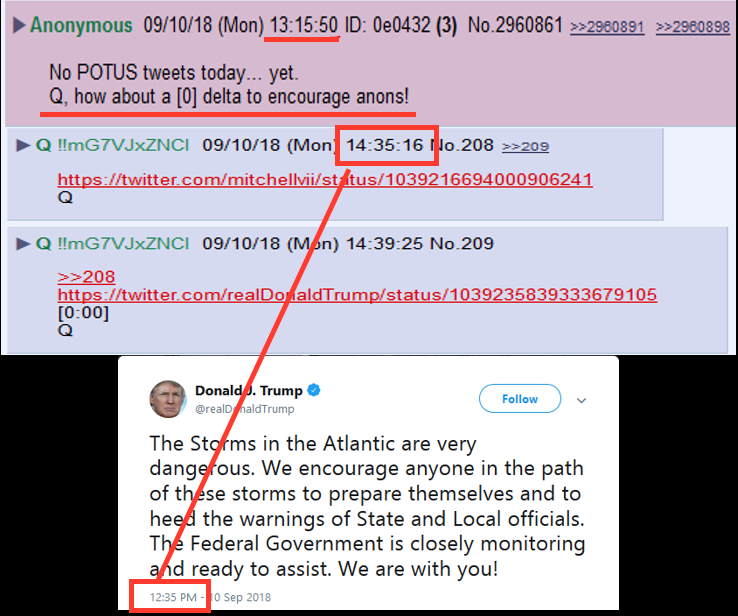 Anonymous 09/10/18 (Mon) 13:15:50 ID: 0e0432 (3) No.2960861 >>2960891 >>2960898
No POTUS tweets today... yet.
Q, how about a [0] delta to encourage anons!
Q !!mG7VJxZNCI 09/10/18 (Mon) 14:35:16 No.208 >>209
https://twitter.com/mitchellvii/status/1039216694000906241
Q
Q !!mG7VJxZNCI 09/10/18 (Mon) 14:39:25 No.209
>>208
https://twitter.com/realDonaldTrump/status/1039235839333679105
[0:00]
Q
Donald J. Trump
@realDonaldTrump
Follow
The Storms in the Atlantic are very
dangerous. We encourage anyone in the path
of these storms to prepare themselves and to
heed the warnings of State and Local officials.
The Federal Government is closely monitoring
and ready to assist. We are with you!
12:35 PM - 10 Sep 2018